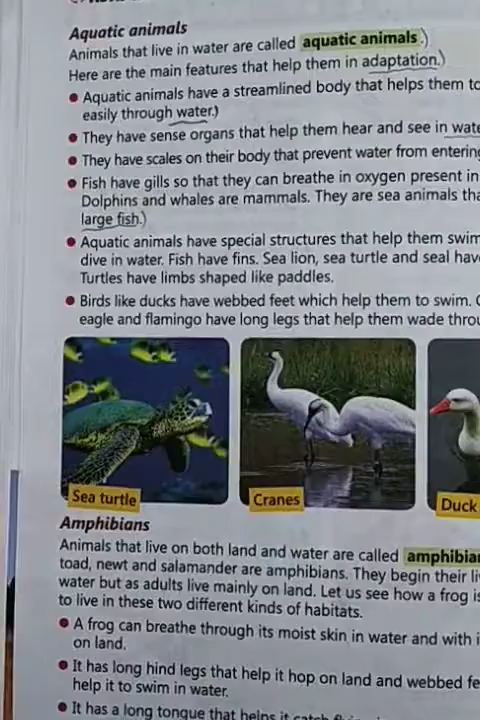 Aquatic animals
Animals that live in water are called aquatic animals.)
Here are the main features that help them in adaptation.)
• Aquatic animals have a streamlined body that helps them to
easily through water.)
• They have sense organs that help them hear and see in
• They have scales on their body that prevent water from
• Fish have gills so that they can breathe in oxygen present in
Dolphins and whales are mammals. They are sea animals
large fish.)
• Aquatic animals have special structures that help them swim
dive in water. Fish have fins. Sea lion, sea turtle and seal
Turtles have limbs shaped like paddles.
• Birds like ducks have webbed feet which help them to swim.
eagle and flamingo have long legs that help them wade
Sea turtle
Cranes
Duck
Amphibians
Animals that live on both land and water are called
toad, newt and salamander are amphibians. They begin their
water but as adults live mainly on land. Let us see how a frog is
to live in these two different kinds of habitats.
• A frog can breathe through its moist skin in water and with
on land.
• It has long hind legs that help it hop on land and webbed
help it to swim in water.
• It has a long tongue that helps it catch